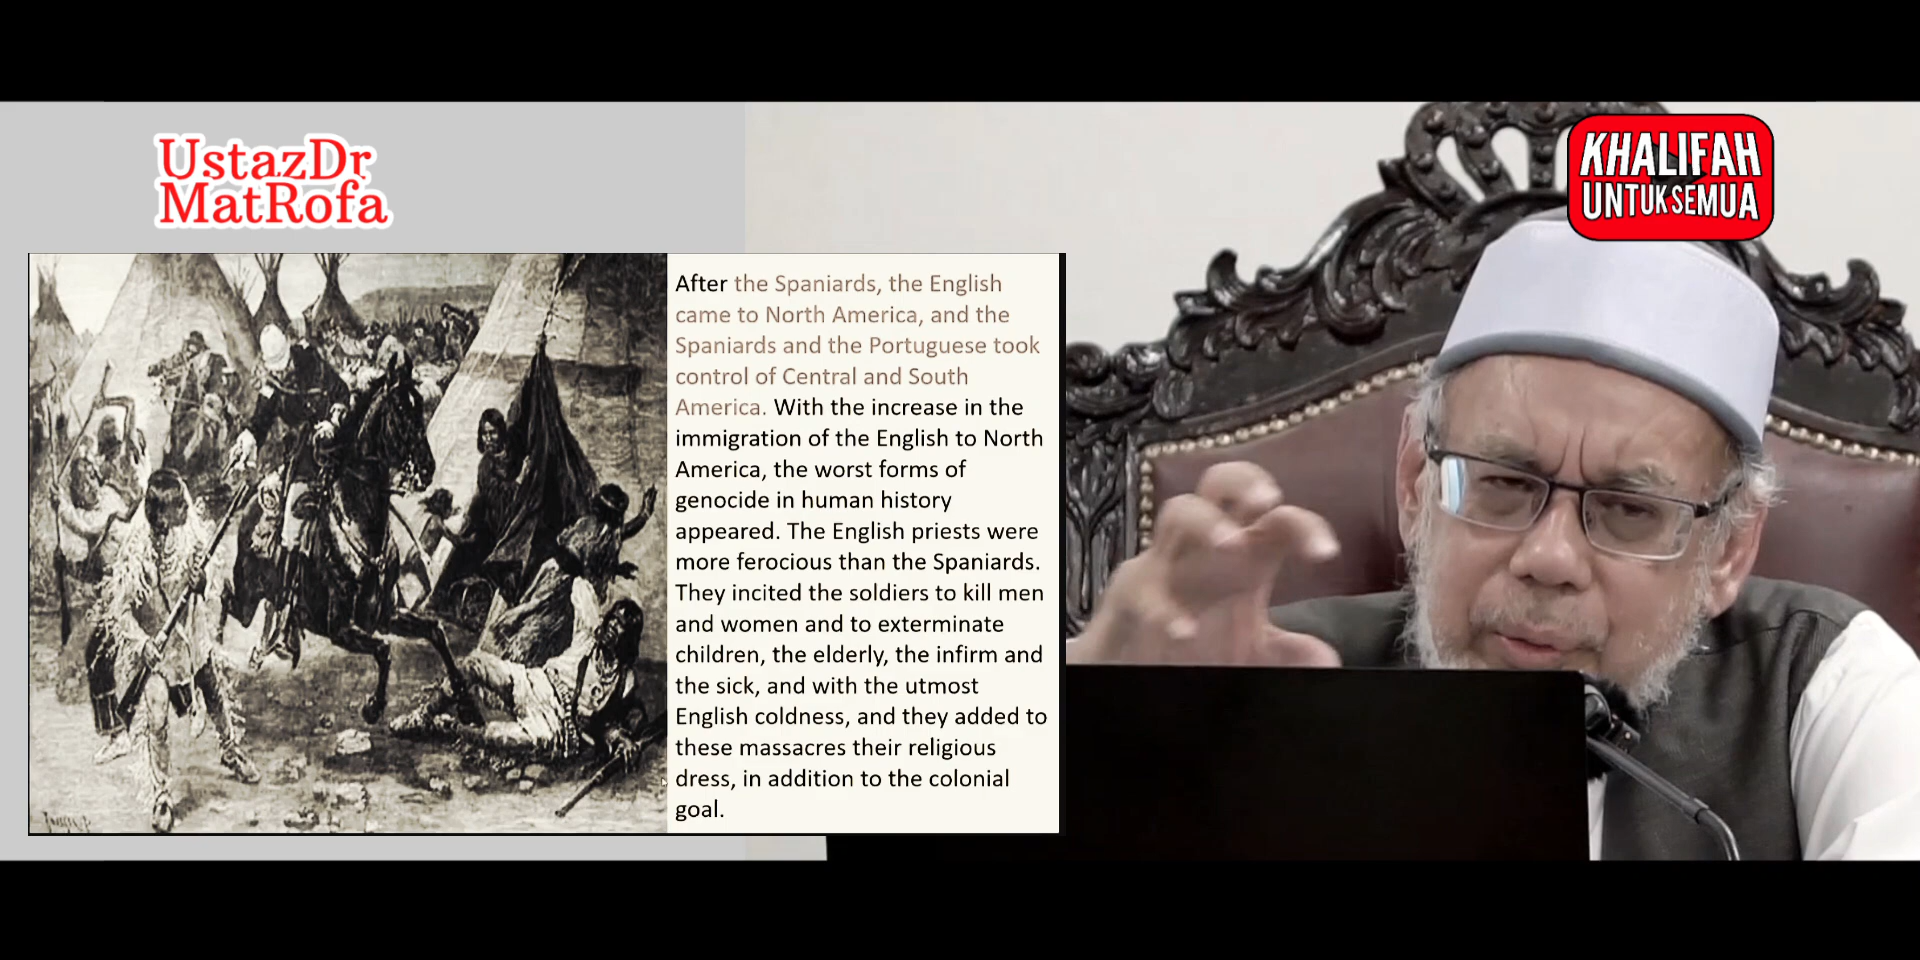 UstazDr
MatRofa
KHALIFAH
UNTUK SEMUA
After the Spaniards, the English
came to North America, and the
Spaniards and the Portuguese took
control of Central and South
America. With the increase in the
immigration of the English to North
America, the worst forms of
genocide in human history
appeared. The English priests were
more ferocious than the Spaniards.
They incited the soldiers to kill men
and women and to exterminate
children, the elderly, the infirm and
the sick, and with the utmost
English coldness, and they added to
these massacres their religious
dress, in addition to the colonial
goal.